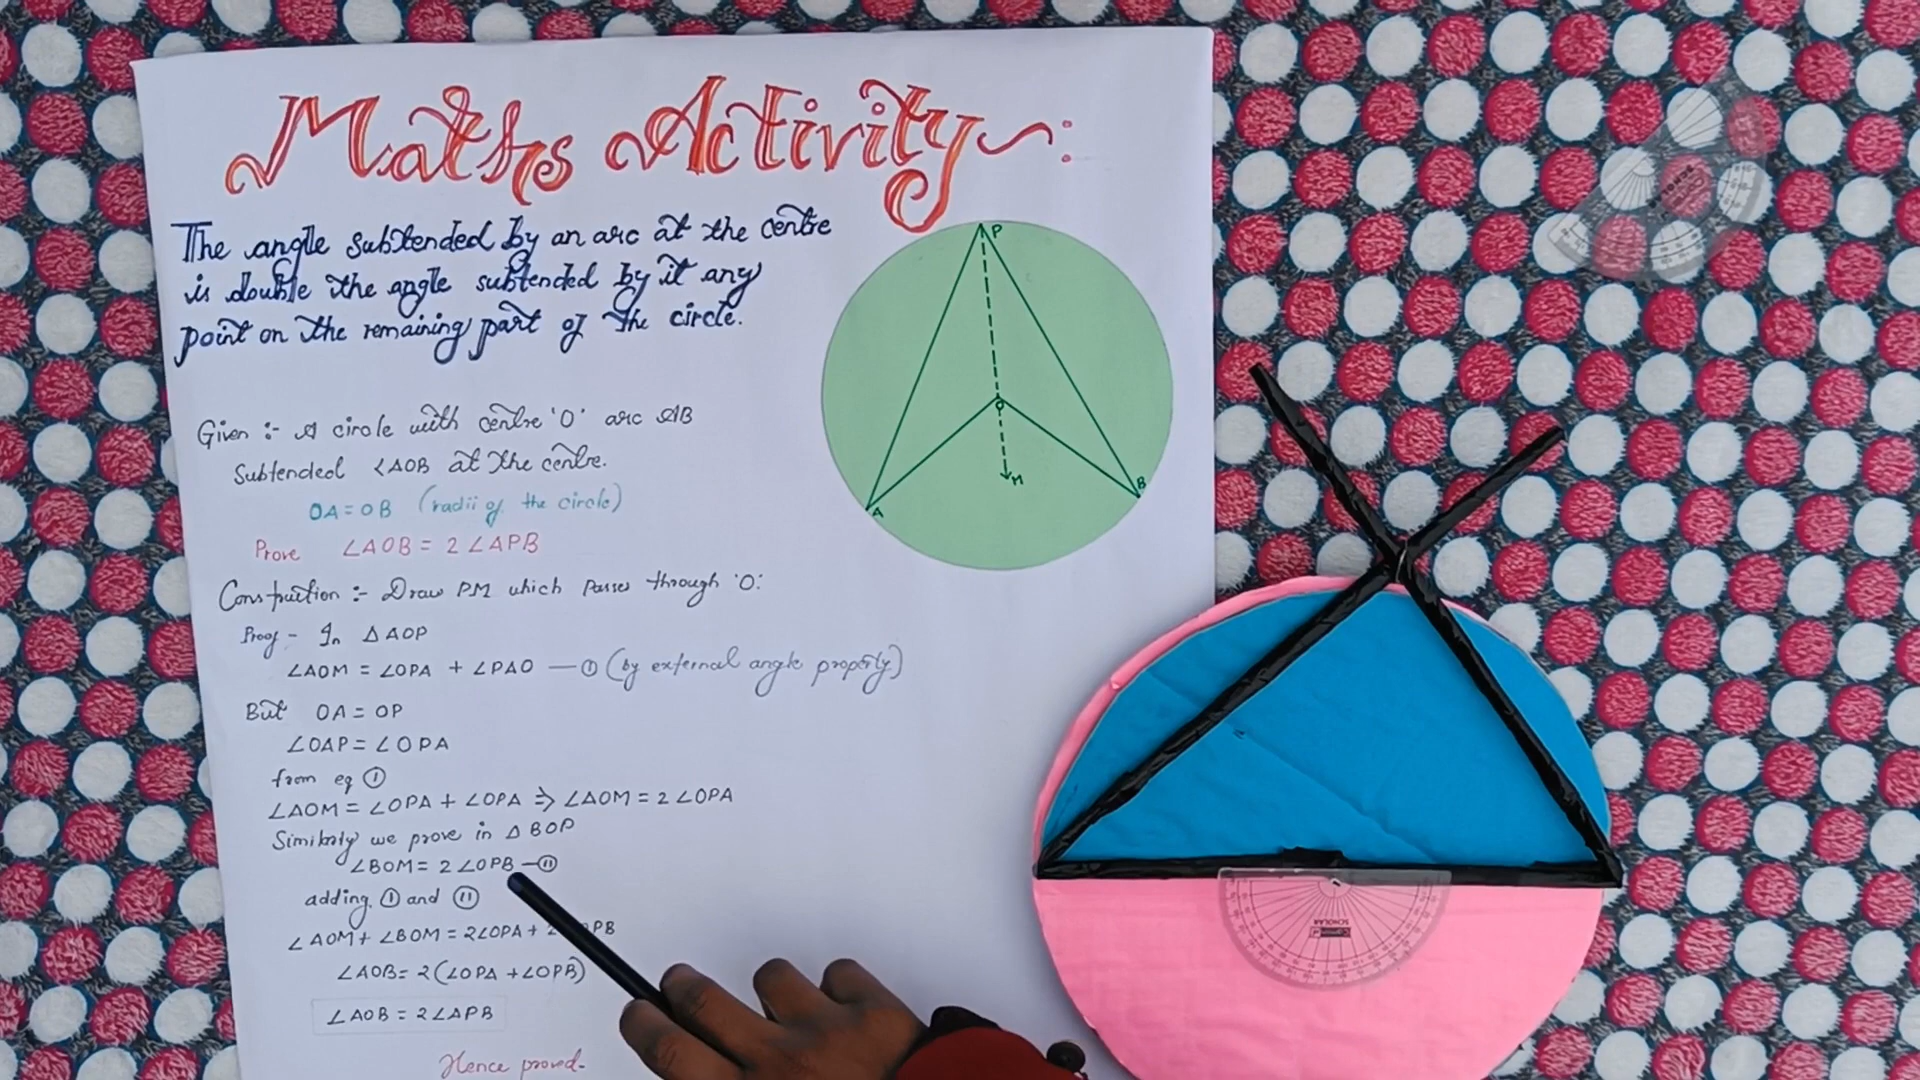 Maths Activity ~:
The angle subtended by an arc at the centre
is double the angle subtended by it any
point on the remaining part of the circle.
Given :- A circle with centre 'O' arc AB
Subtended ∠AOB at the centre.
OA = OB (radii of the circle)
Prove ∠AOB = 2∠APB
Construction :- Draw PM which Passes through 'O'.
Proof - In ΔAOP
∠AOM = ∠OPA + ∠PAO — ① (by external angle property)
But OA = OP
∠OAP = ∠OPA
from eq ①
∠AOM = ∠OPA + ∠OPA ⇒ ∠AOM = 2∠OPA
Similarly we prove in ΔBOP
∠BOM = 2∠OPB — ⑪
adding, ① and ⑪
∠AOM + ∠BOM = 2∠OPA + 2 PB
∠AOB = 2(∠OPA + ∠OPB)
∠AOB = 2∠APB
Hence proved-
P
O
M
A
B
SCHOLAR